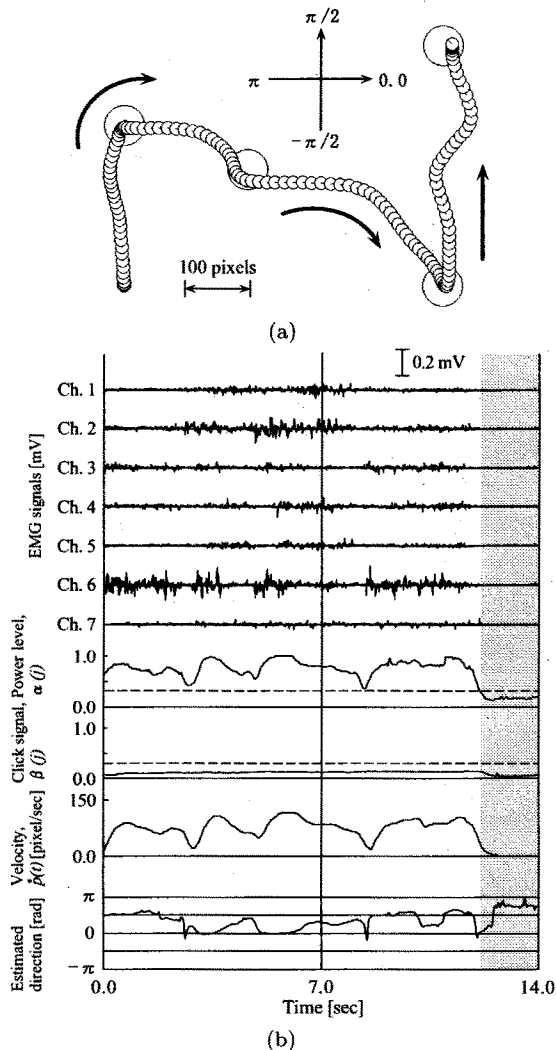 π/2
π
0.0
−π/2
100 pixels
(a)
0.2 mV
EMG signals [mV]
Ch. 1
Ch. 2
Ch. 3
Ch. 4
Ch. 5
Ch. 6
Ch. 7
Power level, α (j)
1.0
0.0
Click signal, β (j)
1.0
0.0
Velocity, ṗ(t) [pixel/sec]
150
0.0
Estimated direction [rad]
π
0
−π
0.0
7.0
14.0
Time [sec]
(b)